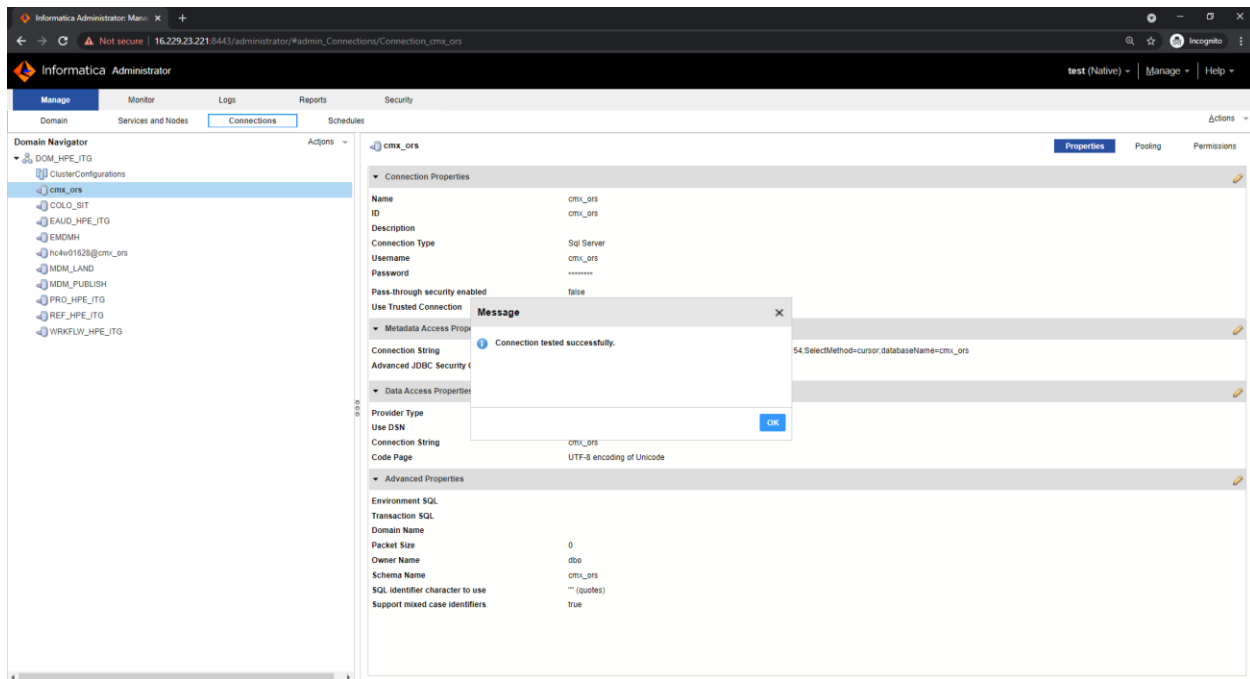 Informatica Administrator: Mana
Not secure | 16.229.23.221:8443/administrator/#admin_Connections/Connection_cmx_ors
Incognito
Informatica Administrator
test (Native) Manage Help
Manage Monitor Logs Reports Security
Domain Services and Nodes Connections Schedules Actions
Domain Navigator Actions
DOM_HPE_ITG
ClusterConfigurations
cmx_ors
COLO_SIT
EAUD_HPE_ITG
EMDMH
hc4w01628@cmx_ors
MDM_LAND
MDM_PUBLISH
PRO_HPE_ITG
REF_HPE_ITG
WRKFLW_HPE_ITG
cmx_ors Properties Pooling Permissions
Connection Properties
Name cmx_ors
ID cmx_ors
Description
Connection Type Sql Server
Username cmx_ors
Password ********
Pass-through security enabled false
Use Trusted Connection
Metadata Access Prope
Connection String 54;SelectMethod=cursor;databaseName=cmx_ors
Advanced JDBC Security
Data Access Properties
Provider Type
Use DSN
Connection String cmx_ors
Code Page UTF-8 encoding of Unicode
Advanced Properties
Environment SQL
Transaction SQL
Domain Name
Packet Size 0
Owner Name dbo
Schema Name cmx_ors
SQL identifier character to use "" (quotes)
Support mixed case identifiers true
Message
Connection tested successfully.
OK